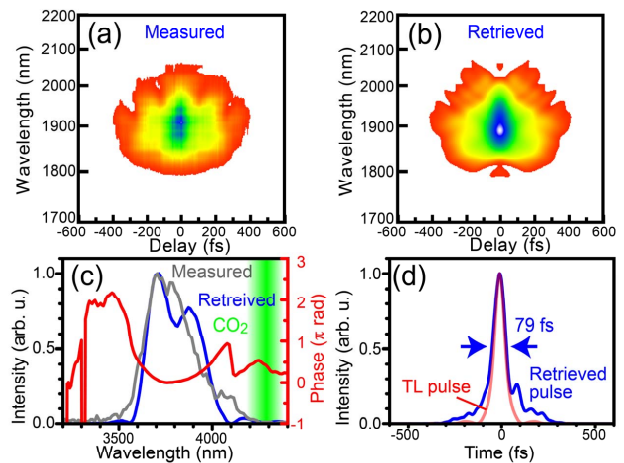 (a) Measured
Wavelength (nm)
2200
2100
2000
1900
1800
1700
-600 -400 -200 0 200 400 600
Delay (fs)
(b) Retrieved
Wavelength (nm)
2200
2100
2000
1900
1800
1700
-600 -400 -200 0 200 400 600
Delay (fs)
(c) Measured
Retreived
CO2
Intensity (arb. u.)
1.0
0.5
0.0
3500 4000
Wavelength (nm)
3
2
1
0
-1
Phase (π rad)
(d)
79 fs
TL pulse
Retrieved
pulse
Intensity (arb. u.)
1.0
0.5
0.0
-500 0 500
Time (fs)